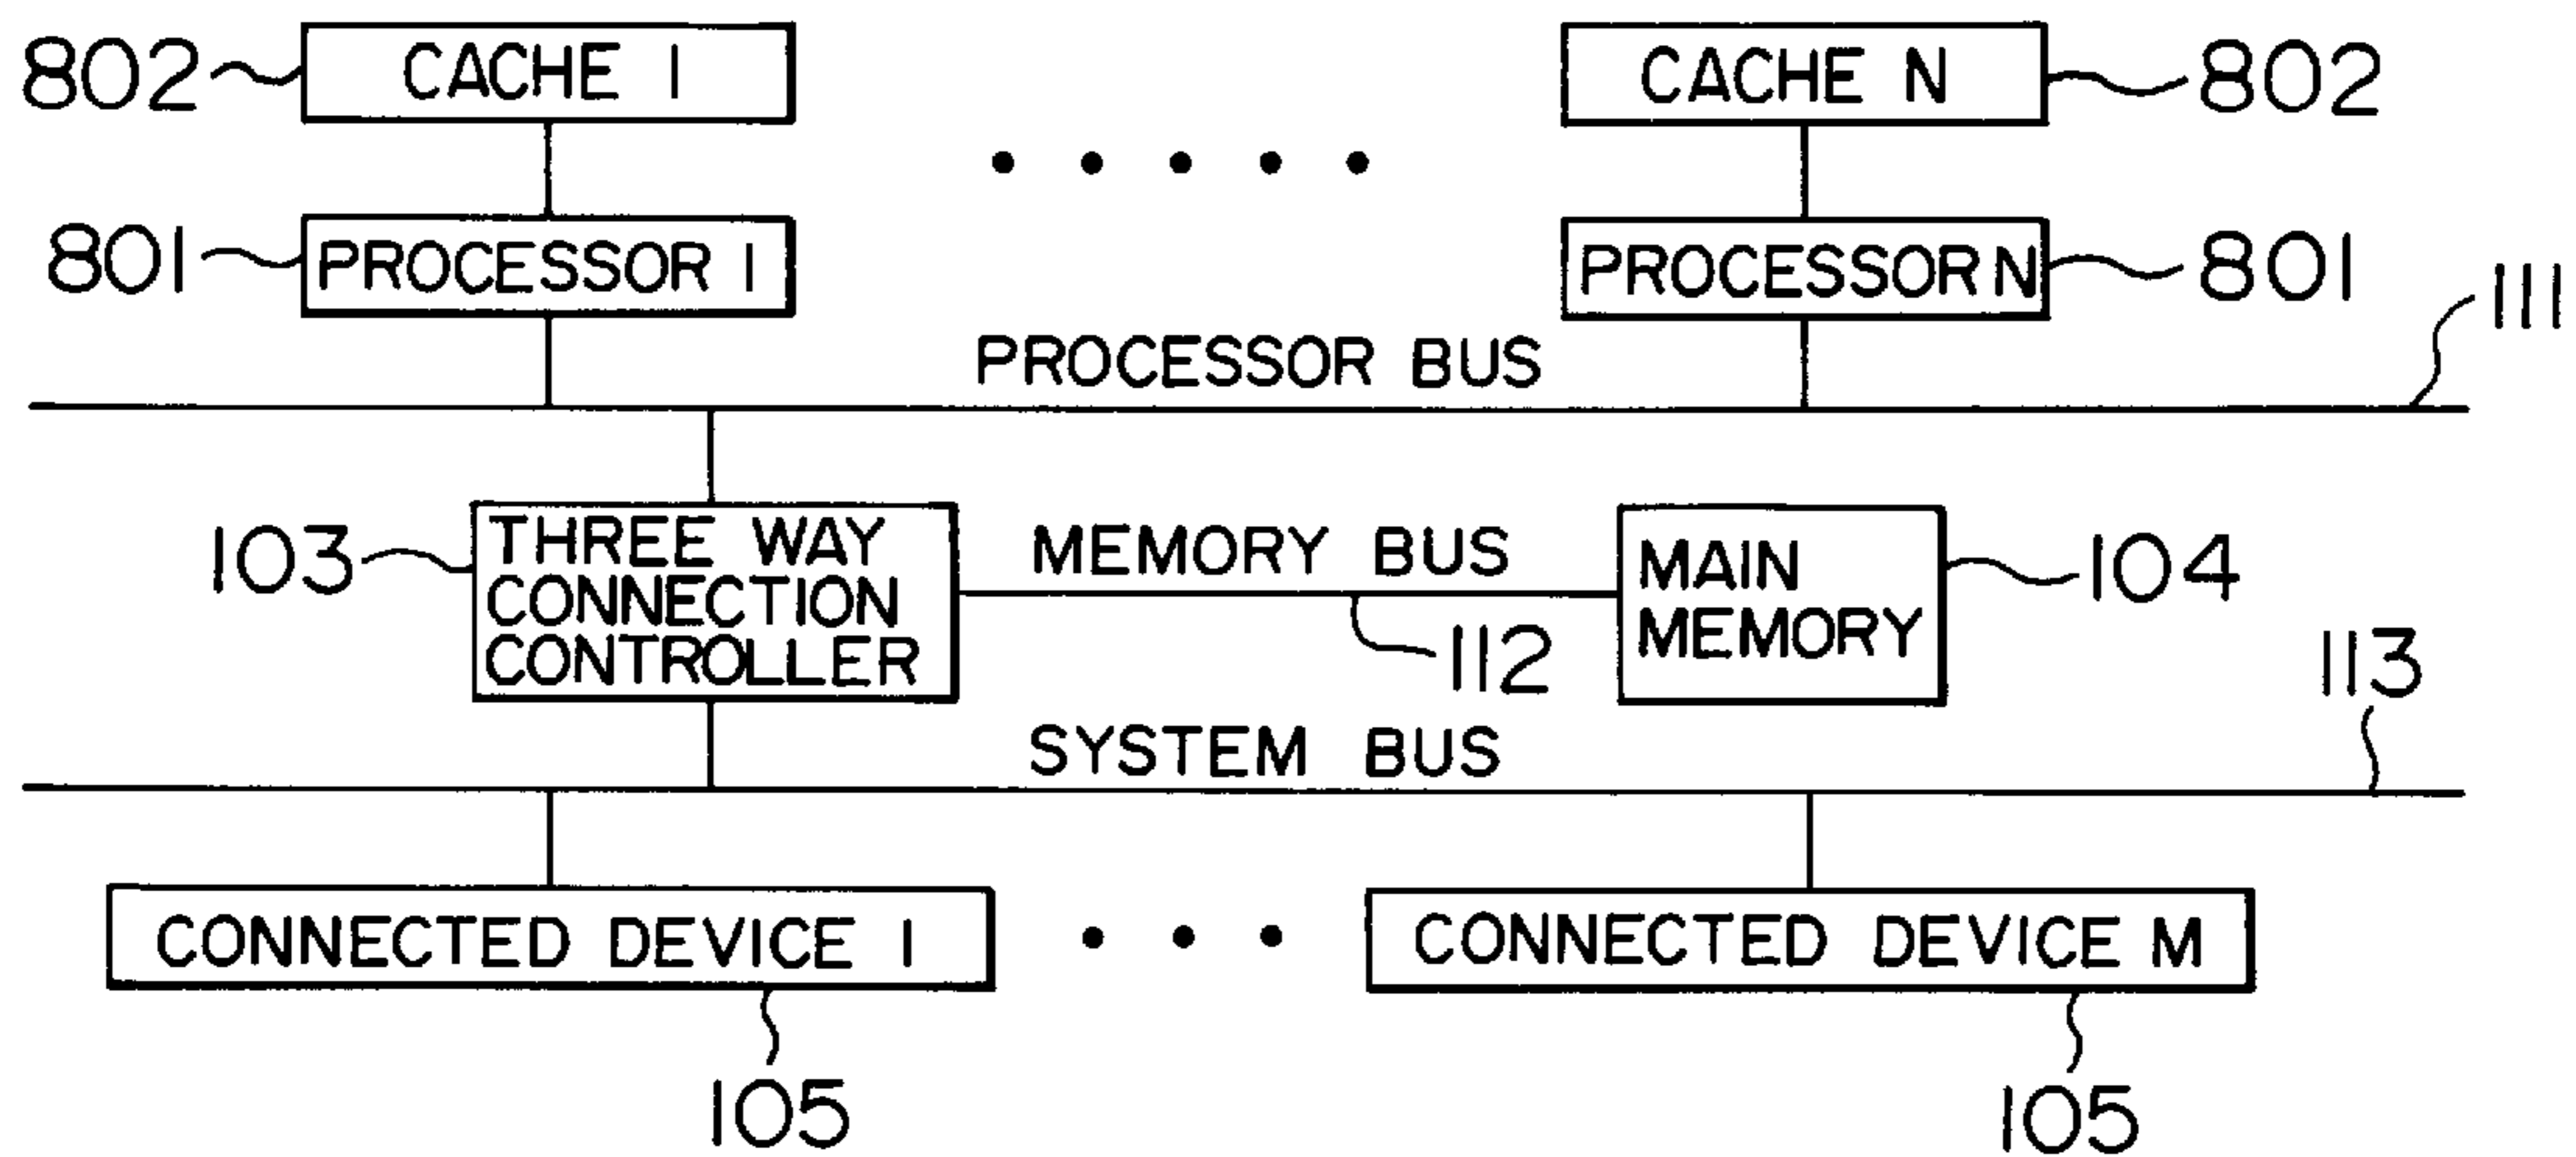 802 CACHE 1 CACHE N 802
801 PROCESSOR 1 PROCESSOR N 801
111
PROCESSOR BUS
103 THREE WAY
CONNECTION
CONTROLLER
MEMORY BUS
112
MAIN
MEMORY
104
113
SYSTEM BUS
CONNECTED DEVICE 1 CONNECTED DEVICE M
105 105